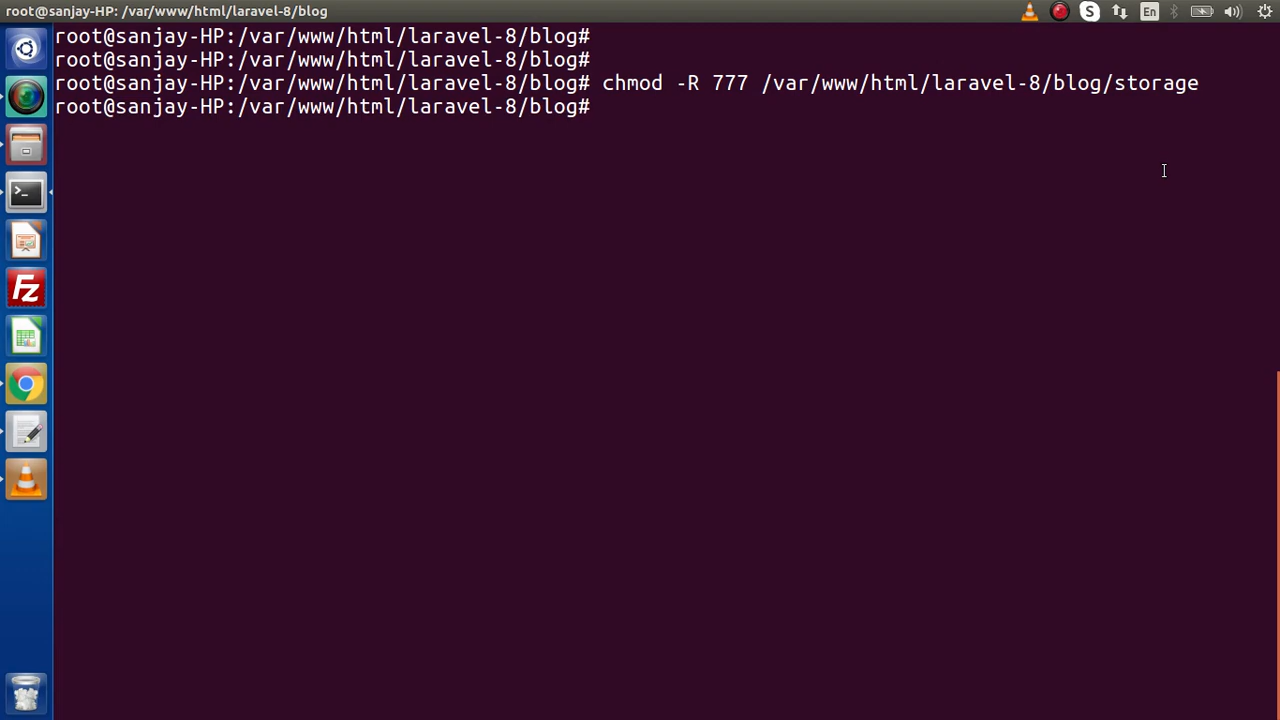 root@sanjay-HP: /var/www/html/laravel-8/blog
S
En
root@sanjay-HP:/var/www/html/laravel-8/blog#
root@sanjay-HP:/var/www/html/laravel-8/blog#
root@sanjay-HP:/var/www/html/laravel-8/blog# chmod -R 777 /var/www/html/laravel-8/blog/storage
root@sanjay-HP:/var/www/html/laravel-8/blog#
>_
Fz